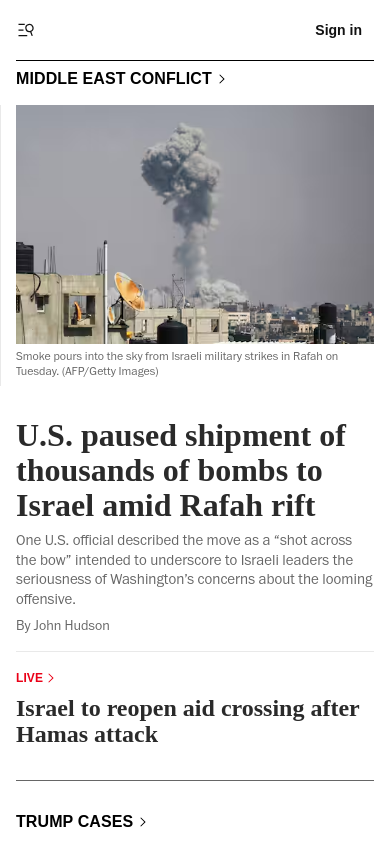 Sign in
MIDDLE EAST CONFLICT
Smoke pours into the sky from Israeli military strikes in Rafah on
Tuesday. (AFP/Getty Images)
U.S. paused shipment of
thousands of bombs to
Israel amid Rafah rift
One U.S. official described the move as a “shot across
the bow” intended to underscore to Israeli leaders the
seriousness of Washington’s concerns about the looming
offensive.
By John Hudson
LIVE
Israel to reopen aid crossing after
Hamas attack
TRUMP CASES